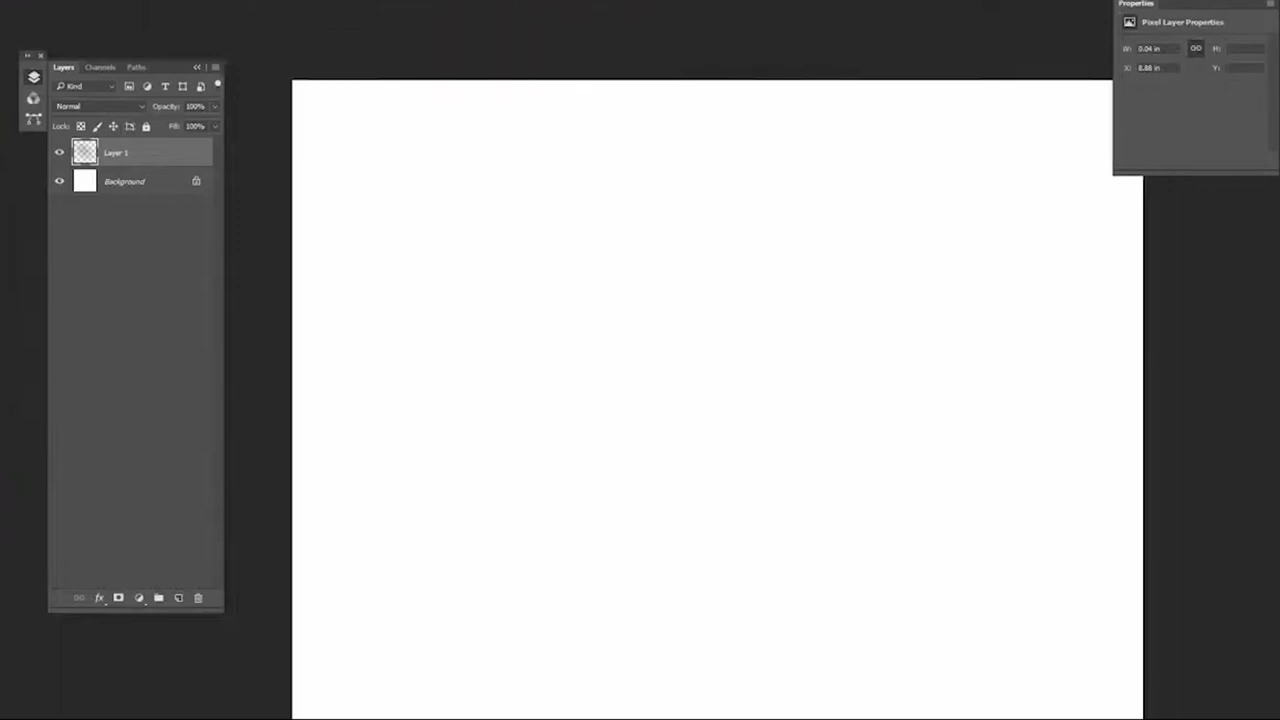 Properties
Pixel Layer Properties
W: 0.04 in H:
X: 8.88 in Y:
Layers Channels Paths
Kind
Normal Opacity: 100%
Lock: Fill: 100%
Layer 1
Background
fx